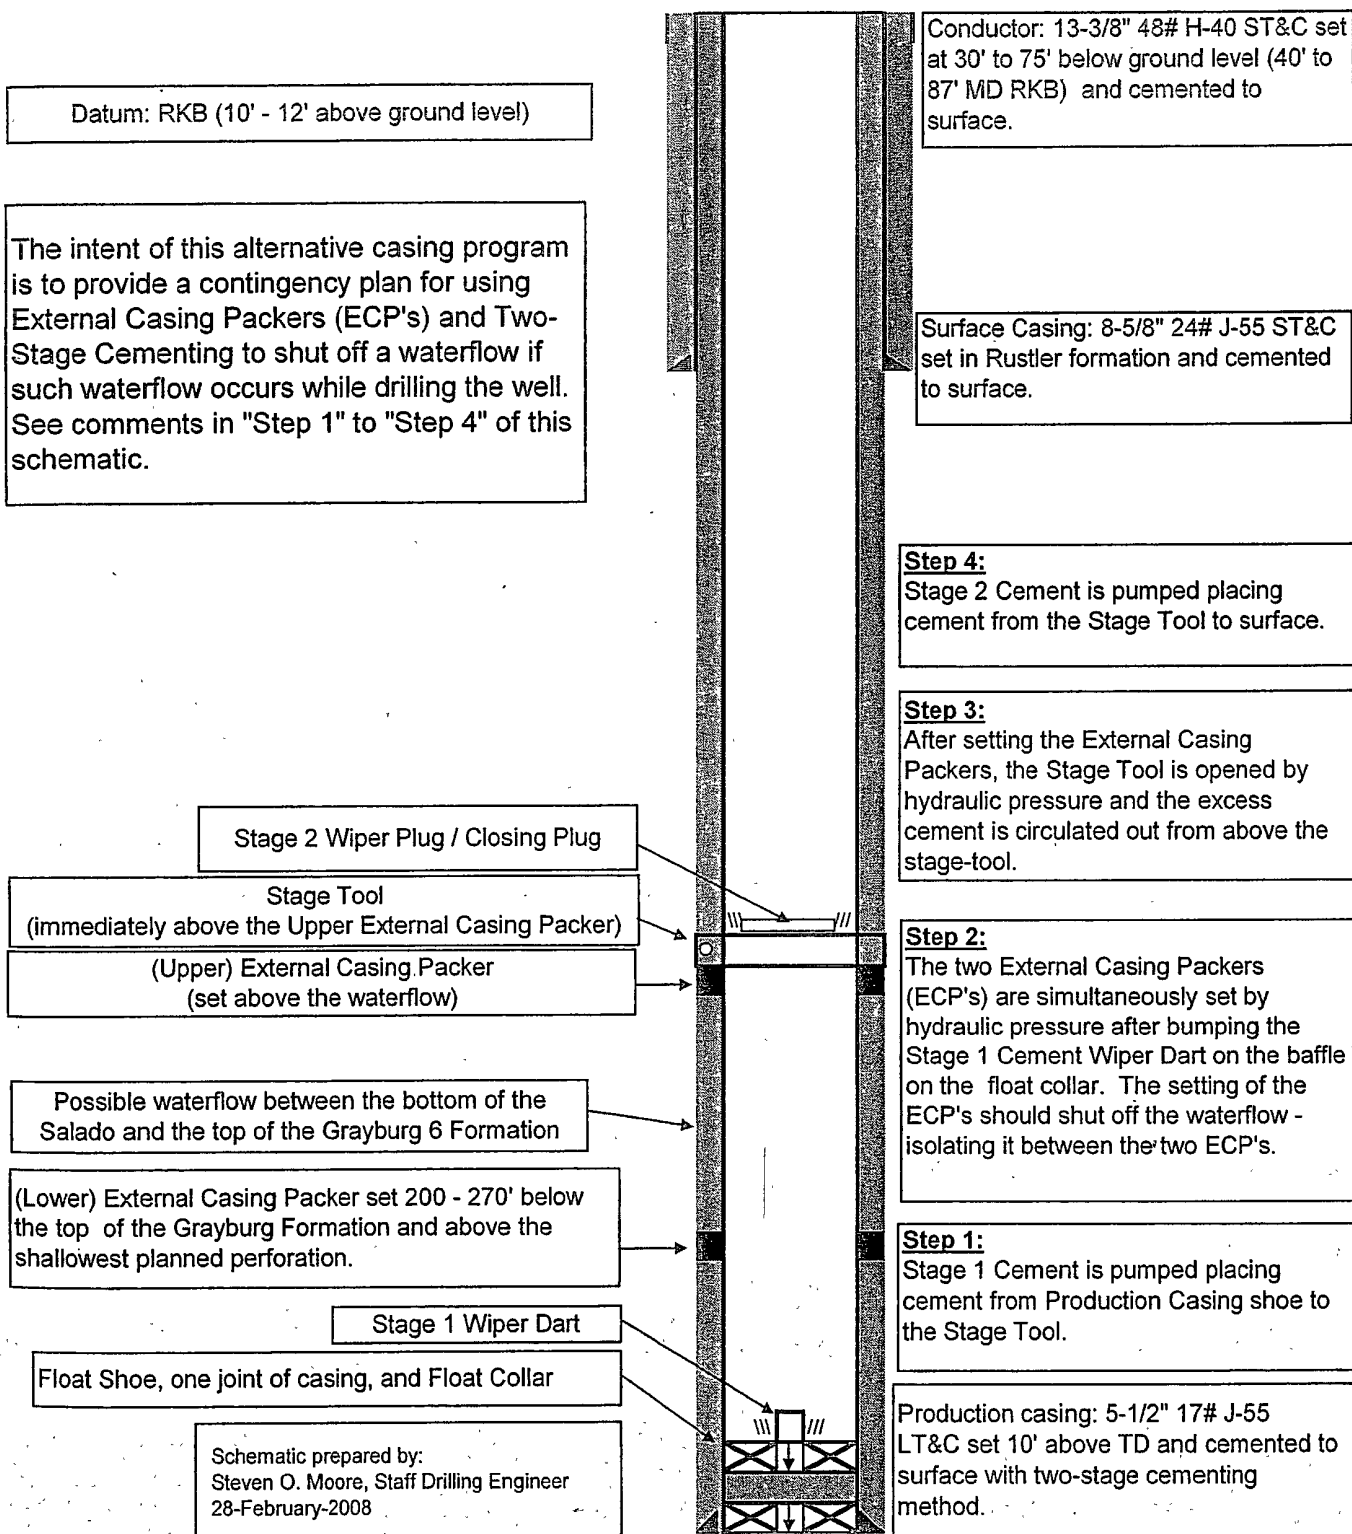 Datum: RKB (10' - 12' above ground level)
The intent of this alternative casing program
is to provide a contingency plan for using
External Casing Packers (ECP's) and Two-
Stage Cementing to shut off a waterflow if
such waterflow occurs while drilling the well.
See comments in "Step 1" to "Step 4" of this
schematic.
Conductor: 13-3/8" 48# H-40 ST&C set
at 30' to 75' below ground level (40' to
87' MD RKB) and cemented to
surface.
Surface Casing: 8-5/8" 24# J-55 ST&C
set in Rustler formation and cemented
to surface.
Step 4:
Stage 2 Cement is pumped placing
cement from the Stage Tool to surface.
Step 3:
After setting the External Casing
Packers, the Stage Tool is opened by
hydraulic pressure and the excess
cement is circulated out from above the
stage-tool.
Stage 2 Wiper Plug / Closing Plug
Stage Tool
(immediately above the Upper External Casing Packer)
(Upper) External Casing Packer
(set above the waterflow)
Step 2:
The two External Casing Packers
(ECP's) are simultaneously set by
hydraulic pressure after bumping the
Stage 1 Cement Wiper Dart on the baffle
on the float collar. The setting of the
ECP's should shut off the waterflow -
isolating it between the two ECP's.
Possible waterflow between the bottom of the
Salado and the top of the Grayburg 6 Formation
(Lower) External Casing Packer set 200 - 270' below
the top of the Grayburg Formation and above the
shallowest planned perforation.
Step 1:
Stage 1 Cement is pumped placing
cement from Production Casing shoe to
the Stage Tool.
Stage 1 Wiper Dart
Float Shoe, one joint of casing, and Float Collar
Production casing: 5-1/2" 17# J-55
LT&C set 10' above TD and cemented to
surface with two-stage cementing
method.
Schematic prepared by:
Steven O. Moore, Staff Drilling Engineer
28-February-2008